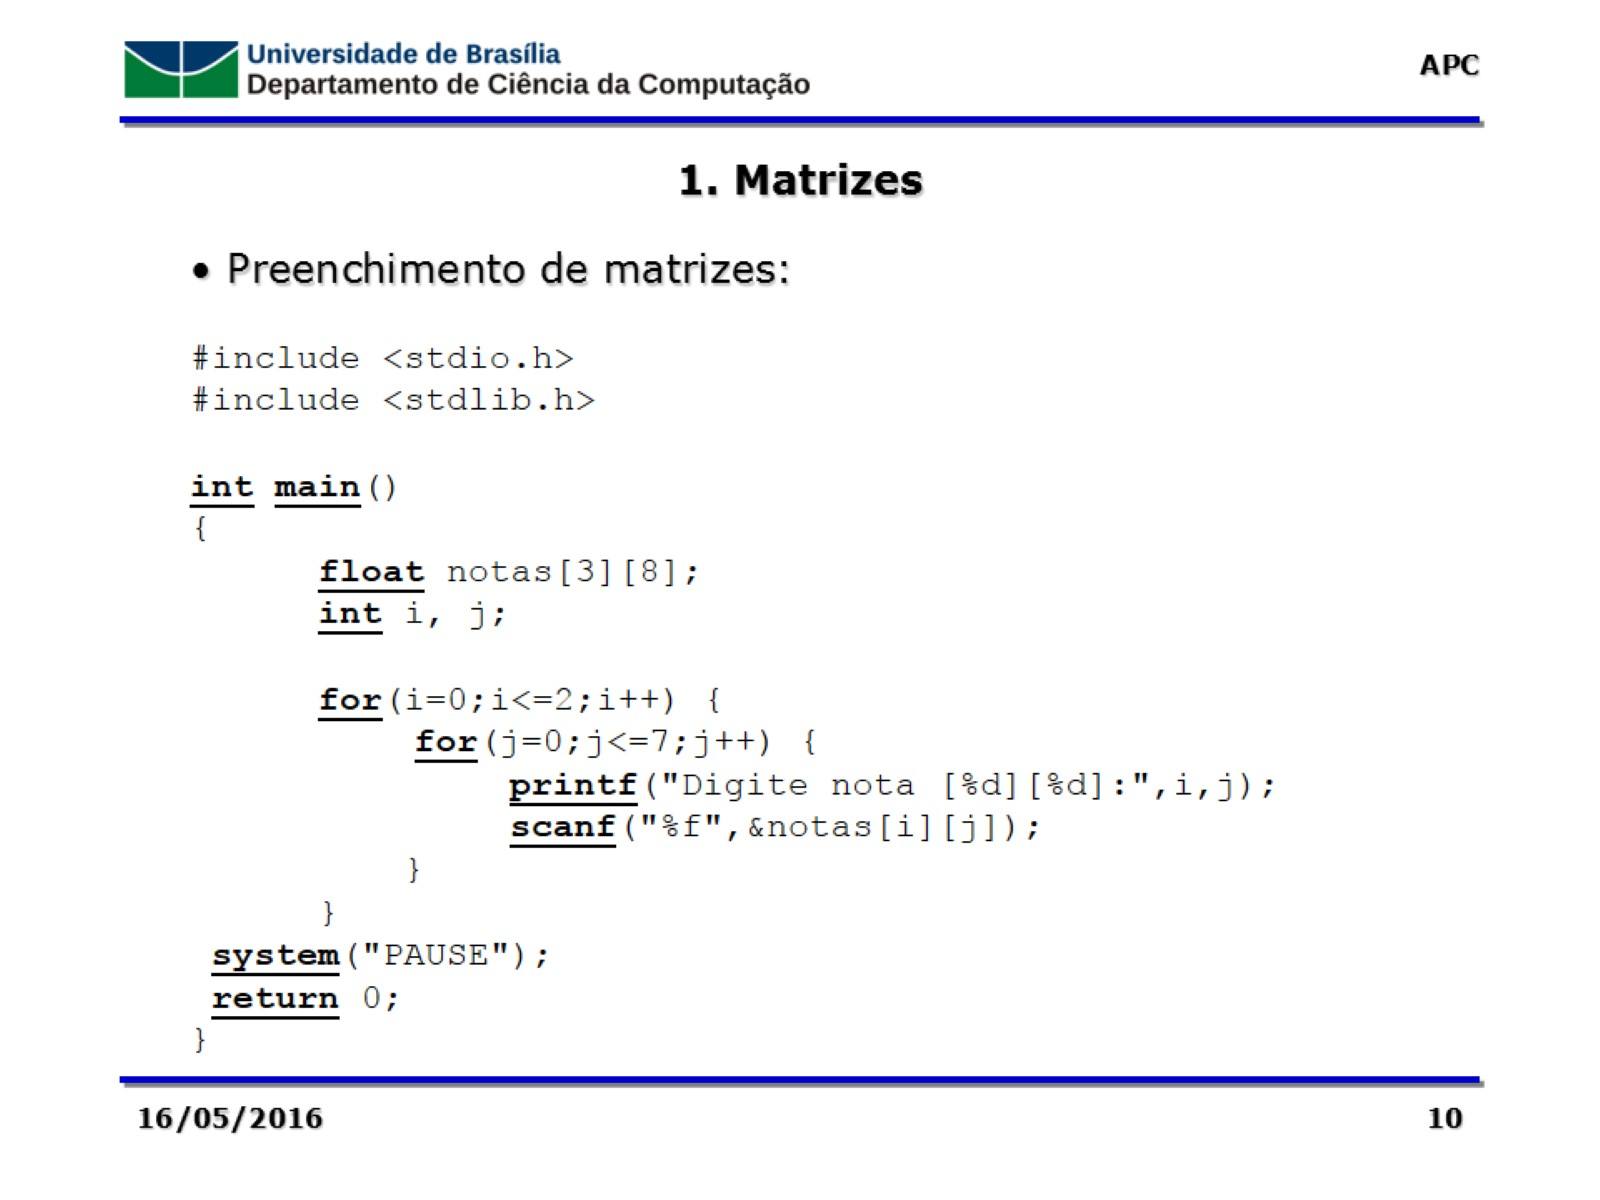 Universidade de Brasília
Departamento de Ciência da Computação
APC
1. Matrizes
• Preenchimento de matrizes:
#include <stdio.h>
#include <stdlib.h>
int main()
{
float notas[3][8];
int i, j;
for(i=0;i<=2;i++) {
for(j=0;j<=7;j++) {
printf("Digite nota [%d][%d]:",i,j);
scanf("%f",&notas[i][j]);
}
}
system("PAUSE");
return 0;
}
16/05/2016
10